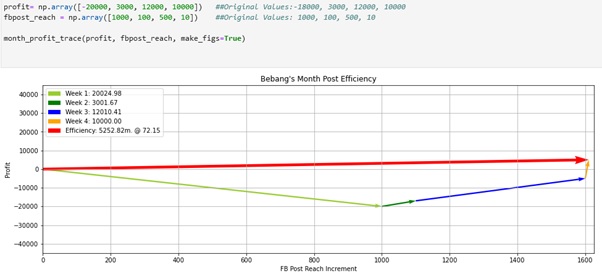 profit= np.array([-20000, 3000, 12000, 10000])   ##Original Values:-18000, 3000, 12000, 10000
fbpost_reach = np.array([1000, 100, 500, 10])    ##Original Values: 1000, 100, 500, 10
month_profit_trace(profit, fbpost_reach, make_figs=True)
Bebang's Month Post Efficiency
Week 1: 20024.98
Week 2: 3001.67
Week 3: 12010.41
Week 4: 10000.00
Efficiency: 5252.82m. @ 72.15
Profit
40000
30000
20000
10000
0
−10000
−20000
−30000
−40000
0 200 400 600 800 1000 1200 1400 1600
FB Post Reach Increment